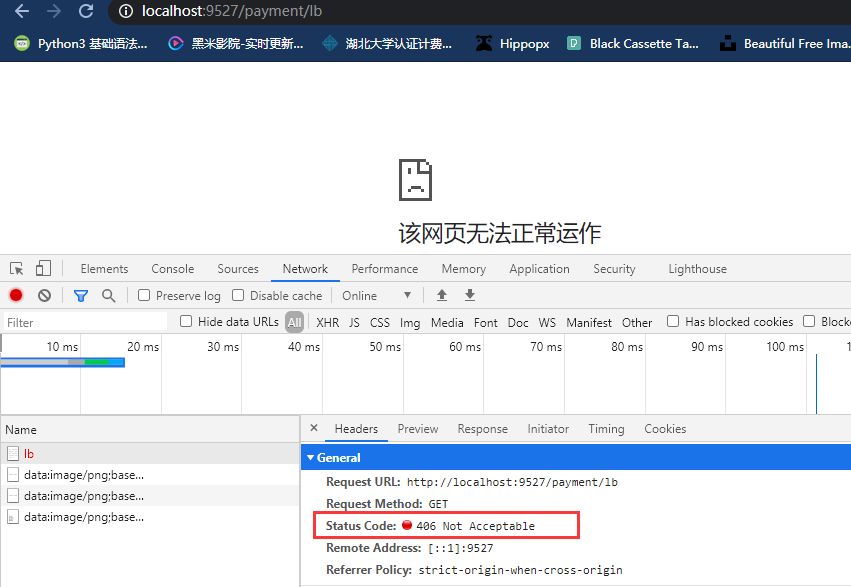 localhost:9527/payment/lb
Python3 基础语法... 黑米影院-实时更新... 湖北大学认证计费... Hippopx Black Cassette Ta... Beautiful Free Ima...
该网页无法正常运作
Elements Console Sources Network Performance Memory Application Security Lighthouse
Preserve log Disable cache Online
Filter Hide data URLs All XHR JS CSS Img Media Font Doc WS Manifest Other Has blocked cookies Blocke
10 ms 20 ms 30 ms 40 ms 50 ms 60 ms 70 ms 80 ms 90 ms 100 ms 1
Name × Headers Preview Response Initiator Timing Cookies
lb
data:image/png;base...
data:image/png;base...
data:image/png;base...
General
Request URL: http://localhost:9527/payment/lb
Request Method: GET
Status Code: 406 Not Acceptable
Remote Address: [::1]:9527
Referrer Policy: strict-origin-when-cross-origin